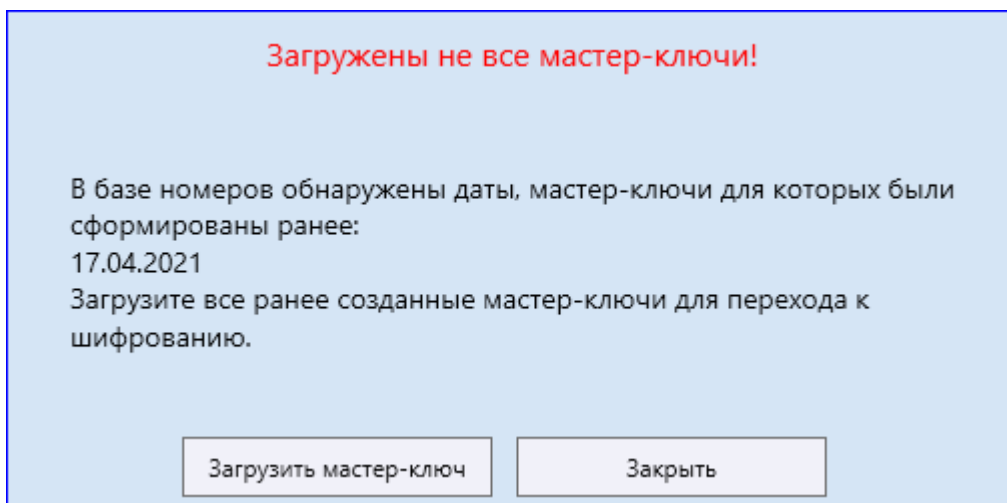 Загружены не все мастер-ключи!
В базе номеров обнаружены даты, мастер-ключи для которых были
сформированы ранее:
17.04.2021
Загрузите все ранее созданные мастер-ключи для перехода к
шифрованию.
Загрузить мастер-ключ
Закрыть